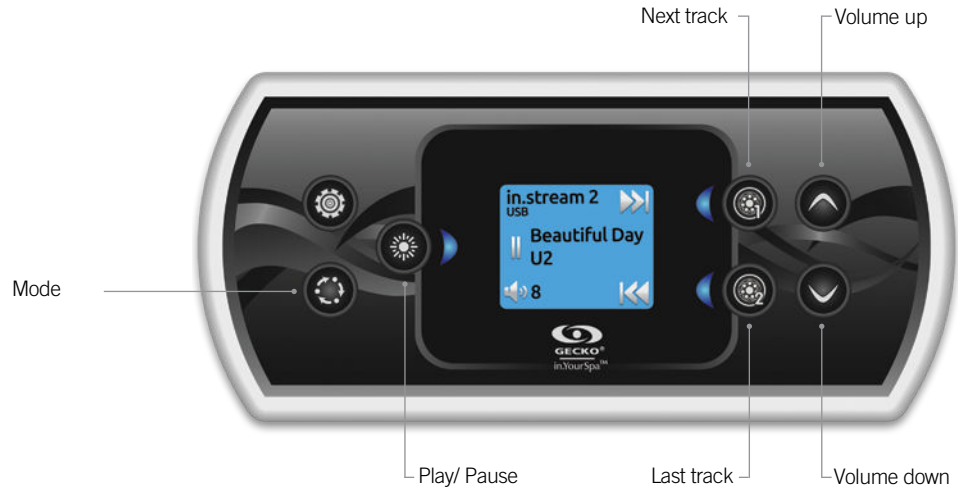 Next track
Volume up
in.stream 2
USB
1
Beautiful Day
U2
Mode
8
2
GECKO®
in.YourSpa™
Play/ Pause
Last track
Volume down